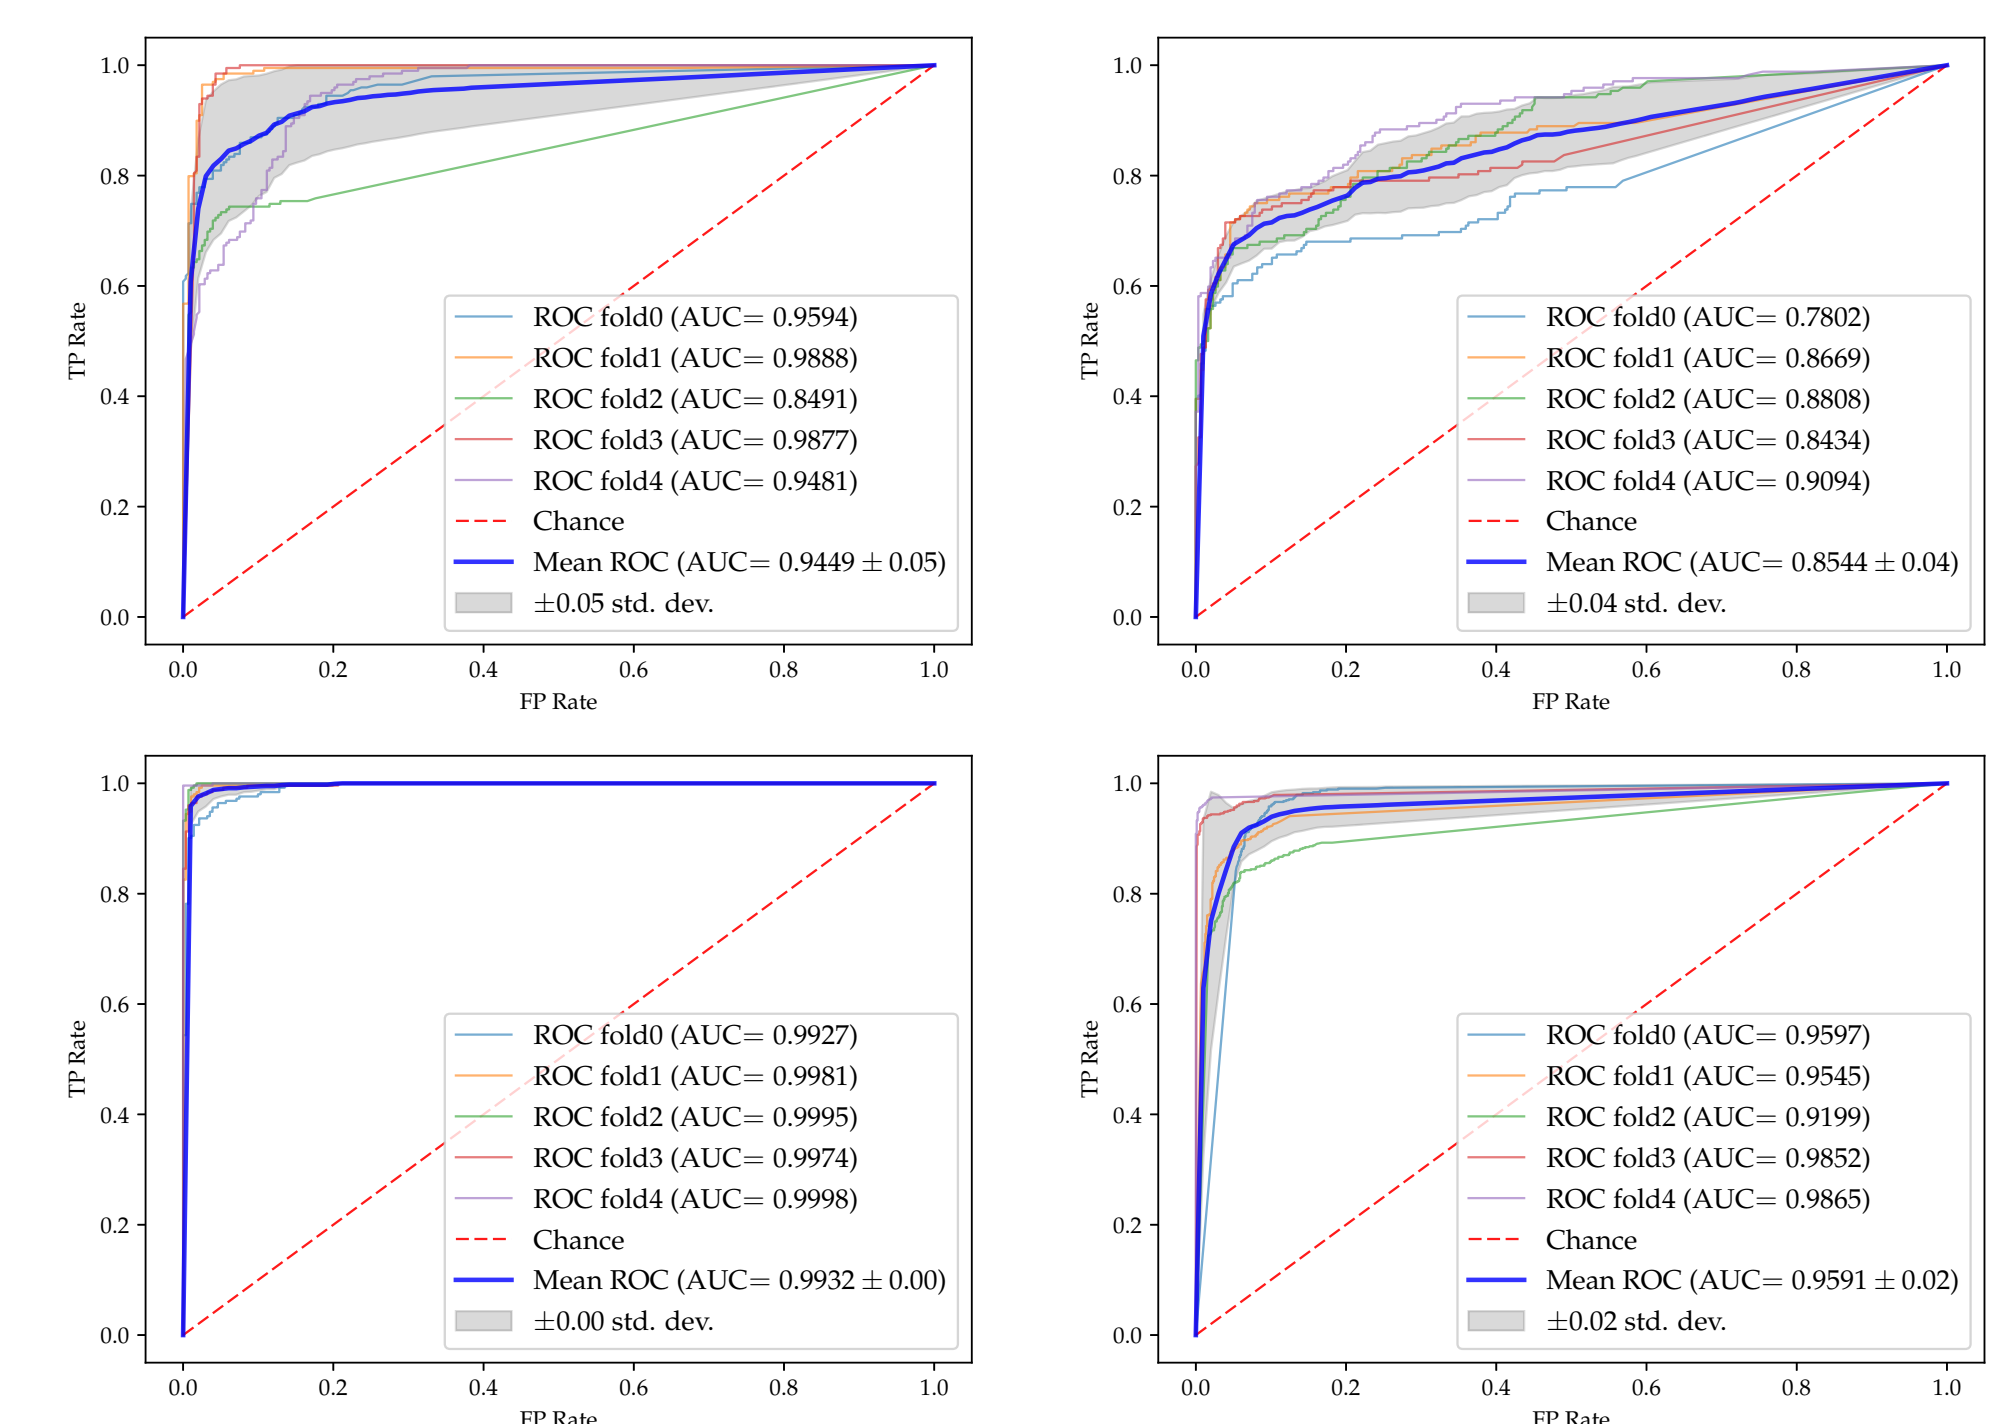 1.0
0.8
0.6
0.4
0.2
0.0
TP Rate
ROC fold0 (AUC= 0.9594)
ROC fold1 (AUC= 0.9888)
ROC fold2 (AUC= 0.8491)
ROC fold3 (AUC= 0.9877)
ROC fold4 (AUC= 0.9481)
Chance
Mean ROC (AUC= 0.9449 ± 0.05)
±0.05 std. dev.
0.0 0.2 0.4 0.6 0.8 1.0
FP Rate
1.0
0.8
0.6
0.4
0.2
0.0
TP Rate
ROC fold0 (AUC= 0.7802)
ROC fold1 (AUC= 0.8669)
ROC fold2 (AUC= 0.8808)
ROC fold3 (AUC= 0.8434)
ROC fold4 (AUC= 0.9094)
Chance
Mean ROC (AUC= 0.8544 ± 0.04)
±0.04 std. dev.
0.0 0.2 0.4 0.6 0.8 1.0
FP Rate
1.0
0.8
0.6
0.4
0.2
0.0
TP Rate
ROC fold0 (AUC= 0.9927)
ROC fold1 (AUC= 0.9981)
ROC fold2 (AUC= 0.9995)
ROC fold3 (AUC= 0.9974)
ROC fold4 (AUC= 0.9998)
Chance
Mean ROC (AUC= 0.9932 ± 0.00)
±0.00 std. dev.
0.0 0.2 0.4 0.6 0.8 1.0
FP Rate
1.0
0.8
0.6
0.4
0.2
0.0
TP Rate
ROC fold0 (AUC= 0.9597)
ROC fold1 (AUC= 0.9545)
ROC fold2 (AUC= 0.9199)
ROC fold3 (AUC= 0.9852)
ROC fold4 (AUC= 0.9865)
Chance
Mean ROC (AUC= 0.9591 ± 0.02)
±0.02 std. dev.
0.0 0.2 0.4 0.6 0.8 1.0
FP Rate